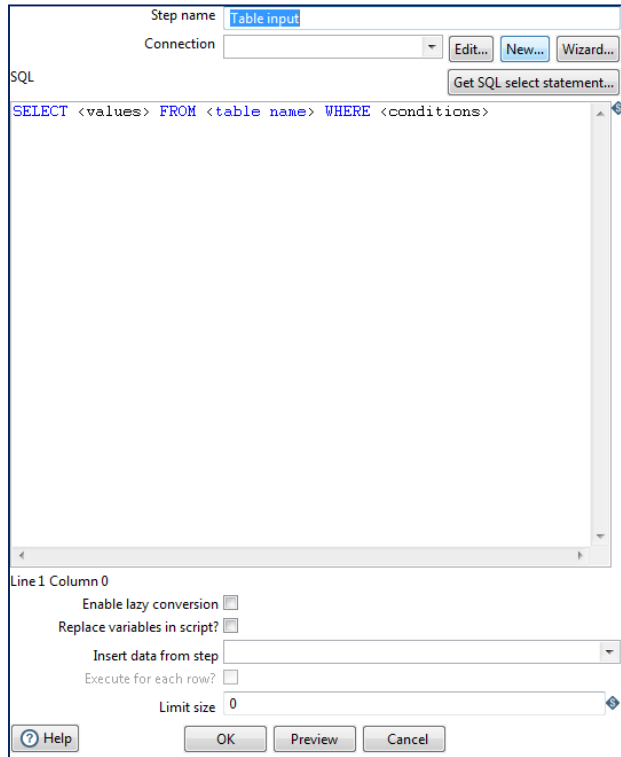 Step name Table input
Connection Edit... New... Wizard...
SQL Get SQL select statement...
SELECT <values> FROM <table name> WHERE <conditions>
Line1 Column 0
Enable lazy conversion
Replace variables in script?
Insert data from step
Execute for each row?
Limit size 0
Help OK Preview Cancel